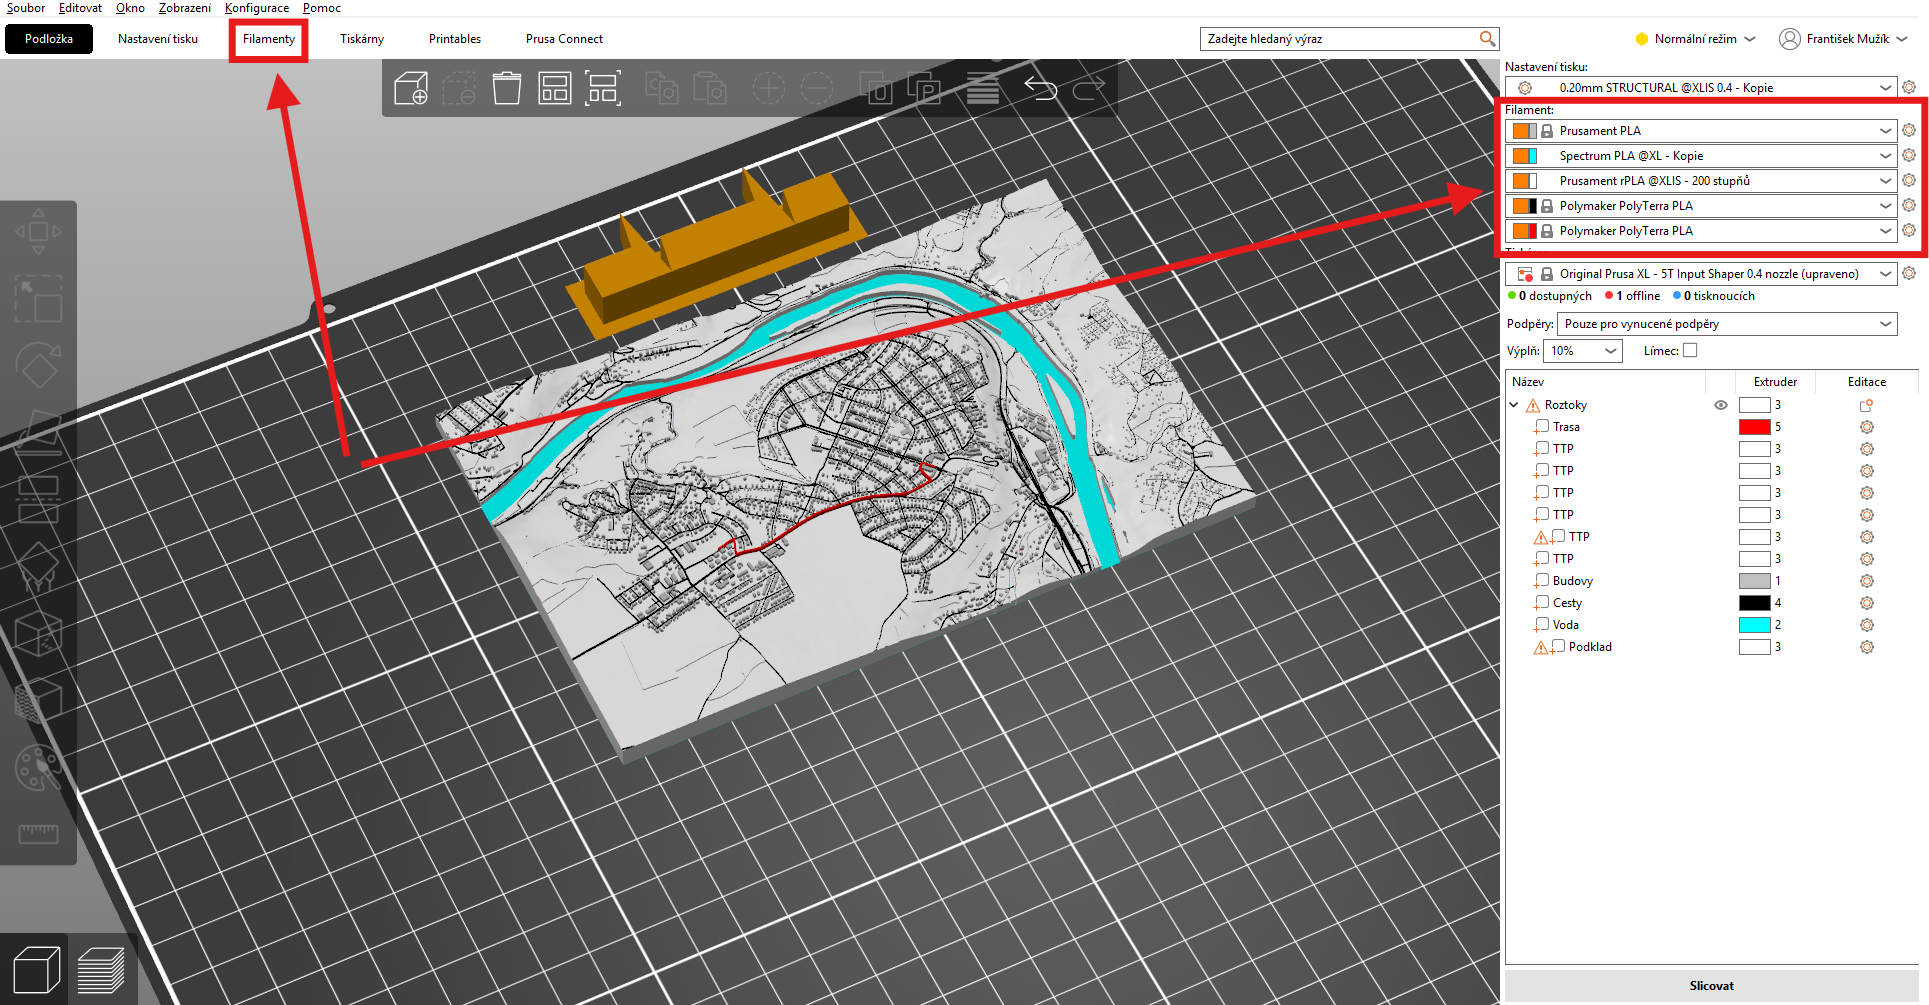 Soubor Editovat Okno Zobrazení Konfigurace Pomoc
Podložka Nastavení tisku Filamenty Tiskárny Printables Prusa Connect Zadejte hledaný výraz Normální režim František Mužík
Nastavení tisku:
0.20mm STRUCTURAL @XLIS 0.4 - Kopie
Filament:
Prusament PLA
Spectrum PLA @XL - Kopie
Prusament rPLA @XLIS - 200 stupňů
Polymaker PolyTerra PLA
Polymaker PolyTerra PLA
Original Prusa XL - 5T Input Shaper 0.4 nozzle (upraveno)
0 dostupných 1 offline 0 tisknoucích
Podpěry: Pouze pro vynucené podpěry
Výplň: 10% Límec:
Název Extruder Editace
Roztoky 3
Trasa 5
TTP 3
TTP 3
TTP 3
TTP 3
TTP 3
TTP 3
Budovy 1
Cesty 4
Voda 2
Podklad 3
Slicovat